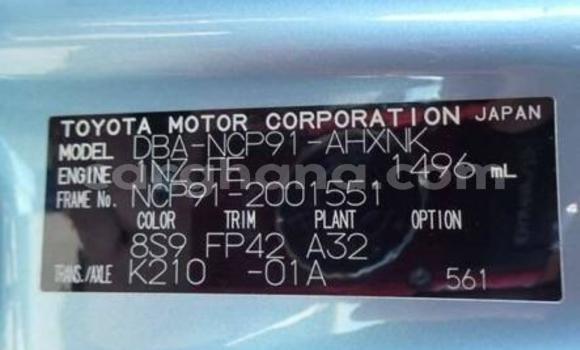 TOYOTA MOTOR CORPORATION JAPAN
MODEL DBA-NCP91-AHXNK
ENGINE 1NZ-FE 1496 mL
FRAME No. NCP91-2001551
COLOR TRIM PLANT OPTION
8S9 FP42 A32
TRANS./AXLE K210 -01A 561